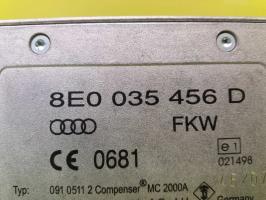 8E0 035 456 D
FKW
CE 0681
e1
021498
Typ: 091 0511 2 Compenser® MC 2000A
Germany